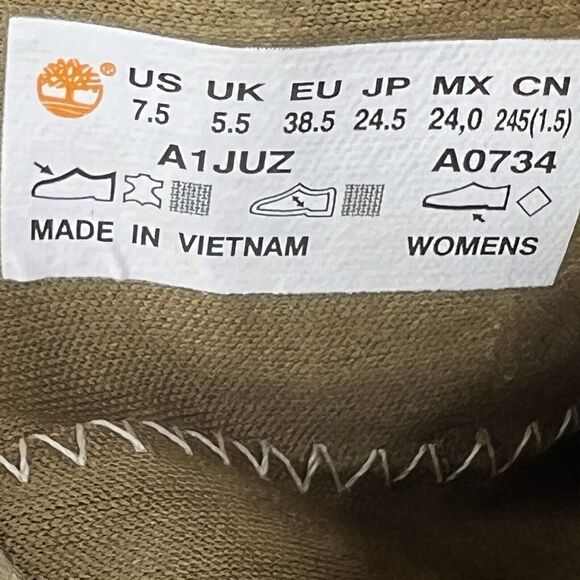 ® US UK EU JP MX CN
7.5 5.5 38.5 24.5 24,0 245(1.5)
A1JUZ A0734
MADE IN VIETNAM WOMENS